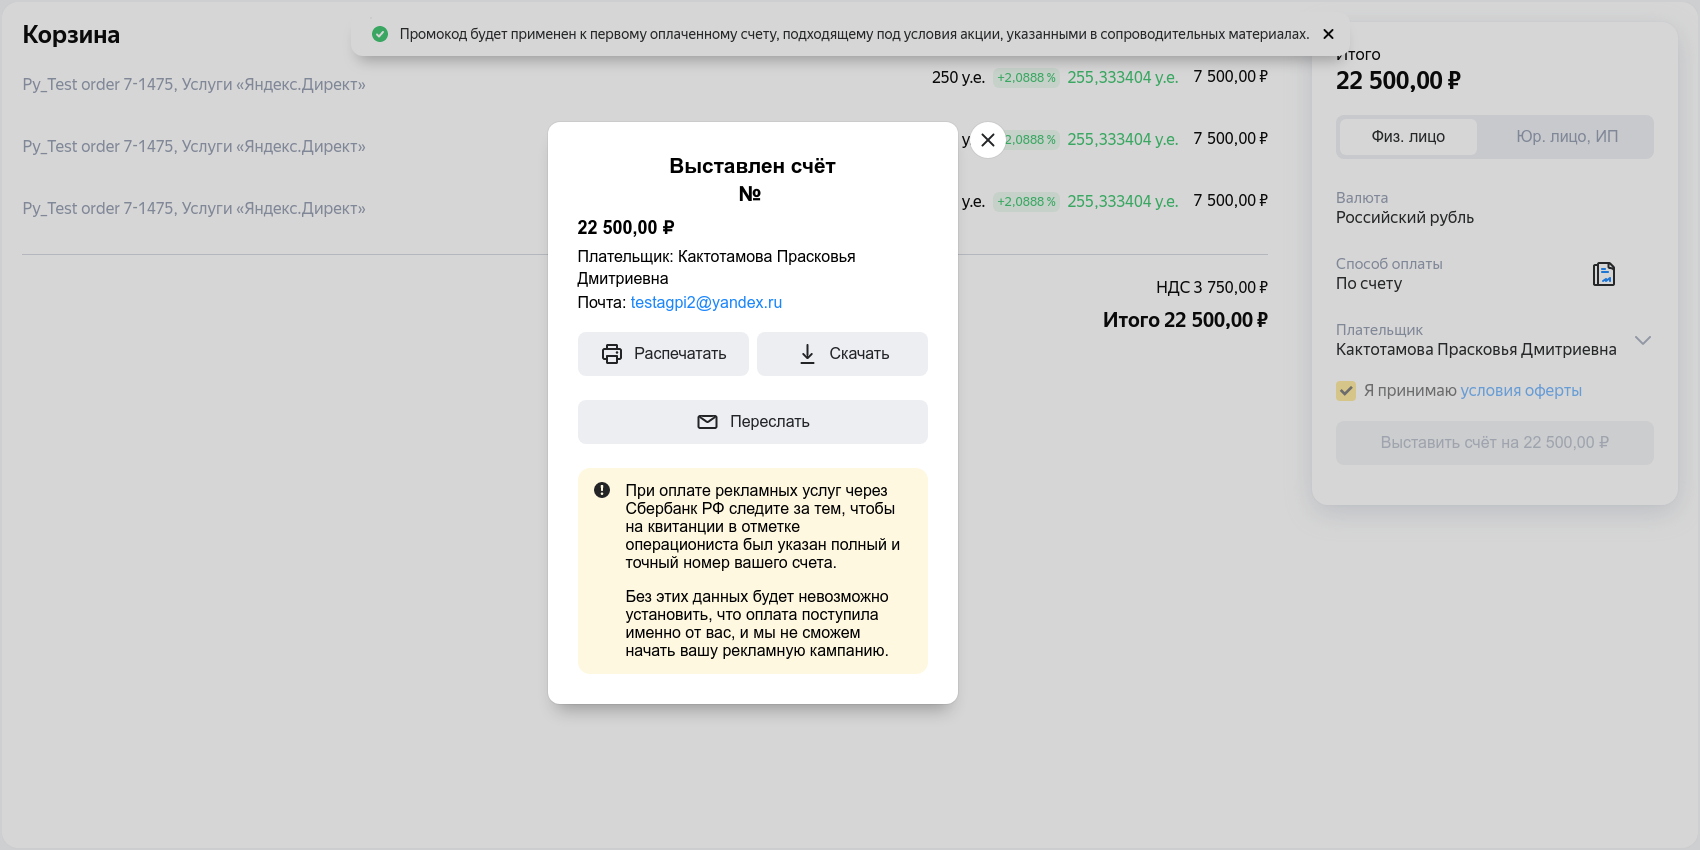 Корзина
Промокод будет применен к первому оплаченному счету, подходящему под условия акции, указанными в сопроводительных материалах.
Py_Test order 7-1475, Услуги «Яндекс.Директ»
250 у.е. +2,0888 % 255,333404 у.е. 7 500,00 ₽
Py_Test order 7-1475, Услуги «Яндекс.Директ»
2,0888 % 255,333404 у.е. 7 500,00 ₽
Py_Test order 7-1475, Услуги «Яндекс.Директ»
у.е. +2,0888 % 255,333404 у.е. 7 500,00 ₽
НДС 3 750,00 ₽
Итого 22 500,00 ₽
Выставлен счёт
№
22 500,00 ₽
Плательщик: Кактотамова Прасковья
Дмитриевна
Почта: testagpi2@yandex.ru
Распечатать
Скачать
Переслать
При оплате рекламных услуг через
Сбербанк РФ следите за тем, чтобы
на квитанции в отметке
операциониста был указан полный и
точный номер вашего счета.
Без этих данных будет невозможно
установить, что оплата поступила
именно от вас, и мы не сможем
начать вашу рекламную кампанию.
Итого
22 500,00 ₽
Физ. лицо
Юр. лицо, ИП
Валюта
Российский рубль
Способ оплаты
По счету
Плательщик
Кактотамова Прасковья Дмитриевна
Я принимаю условия оферты
Выставить счёт на 22 500,00 ₽